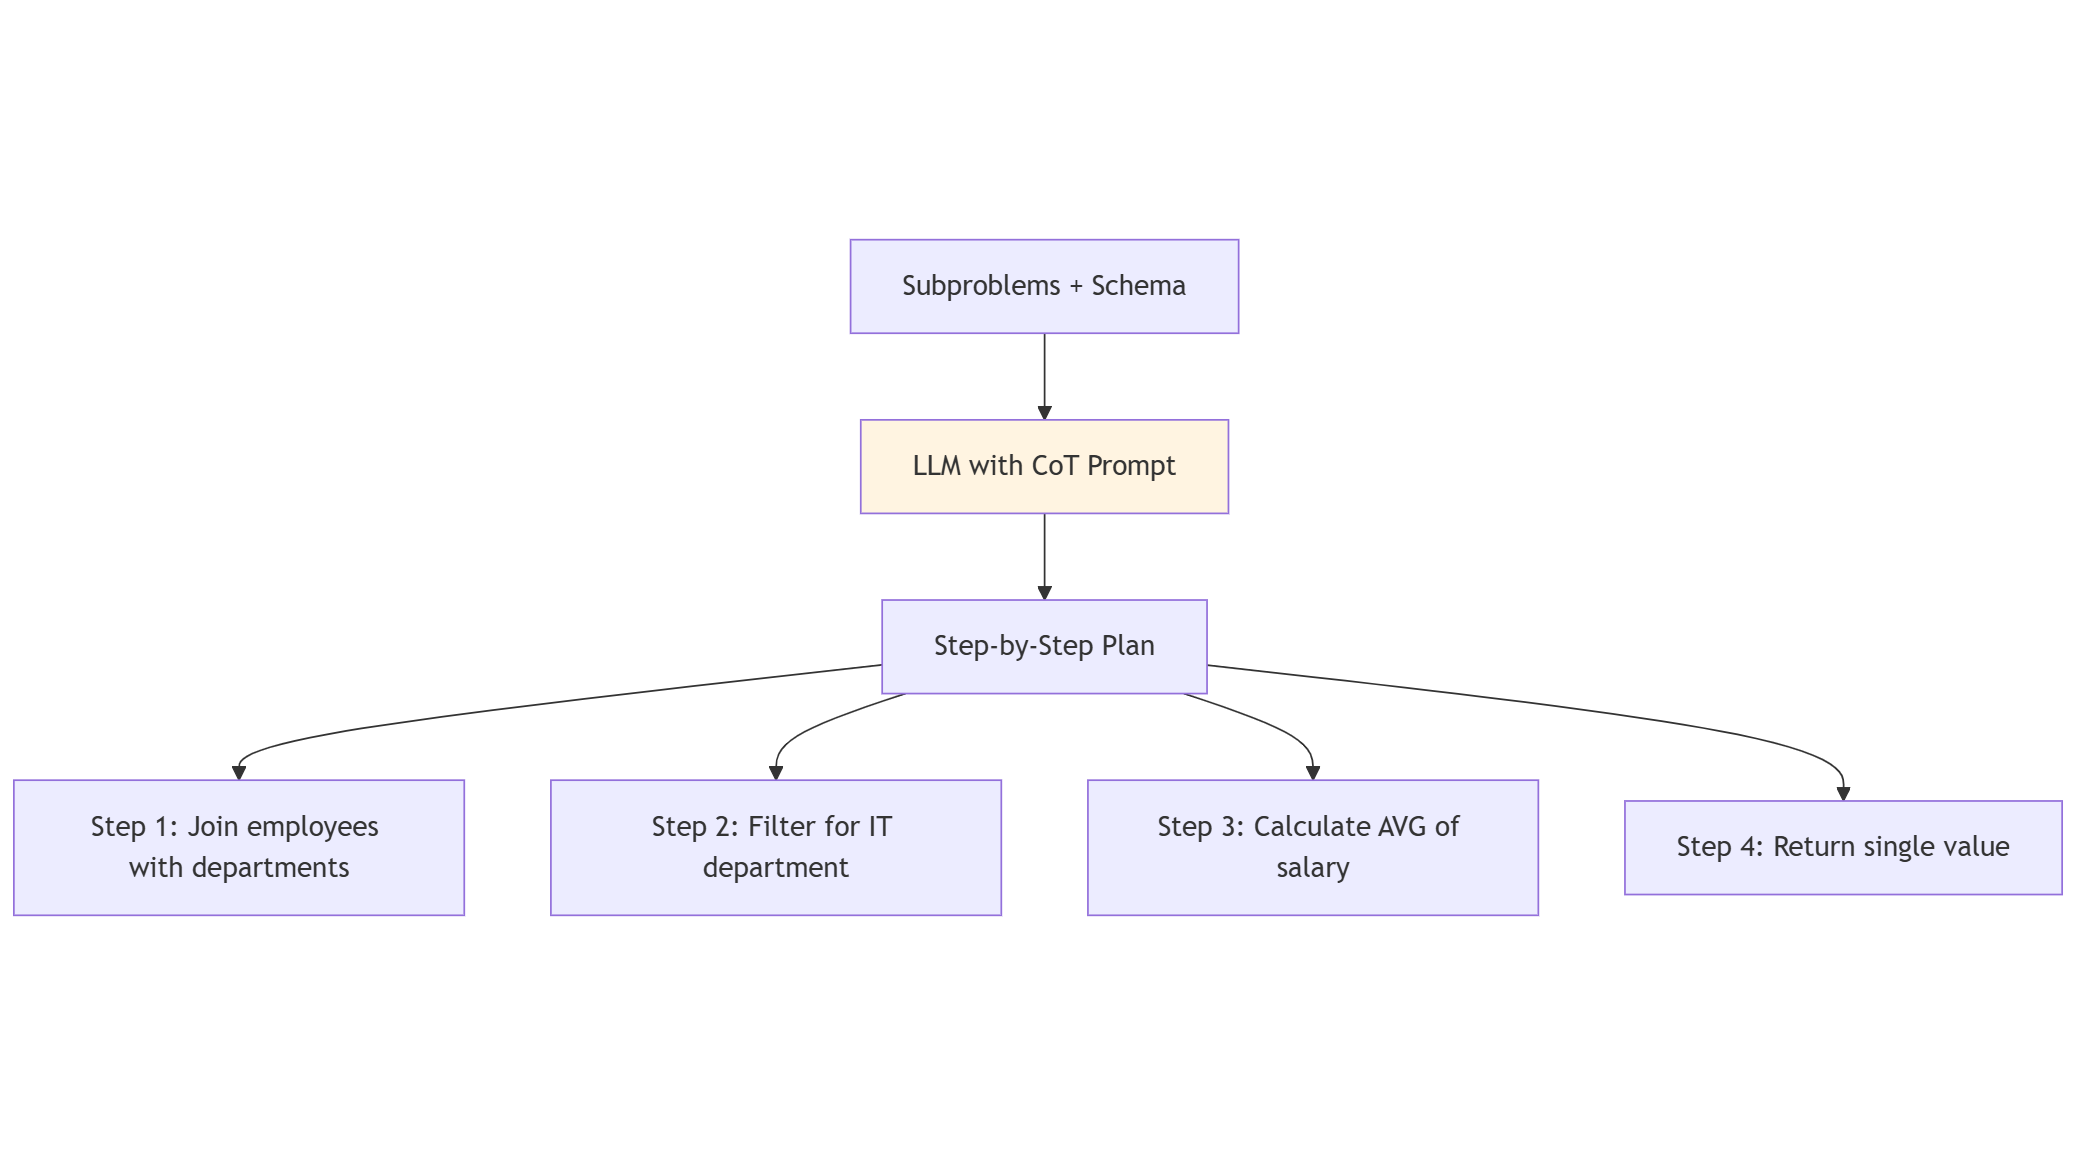 Subproblems + Schema
LLM with CoT Prompt
Step-by-Step Plan
Step 1: Join employees
with departments
Step 2: Filter for IT
department
Step 3: Calculate AVG of
salary
Step 4: Return single value